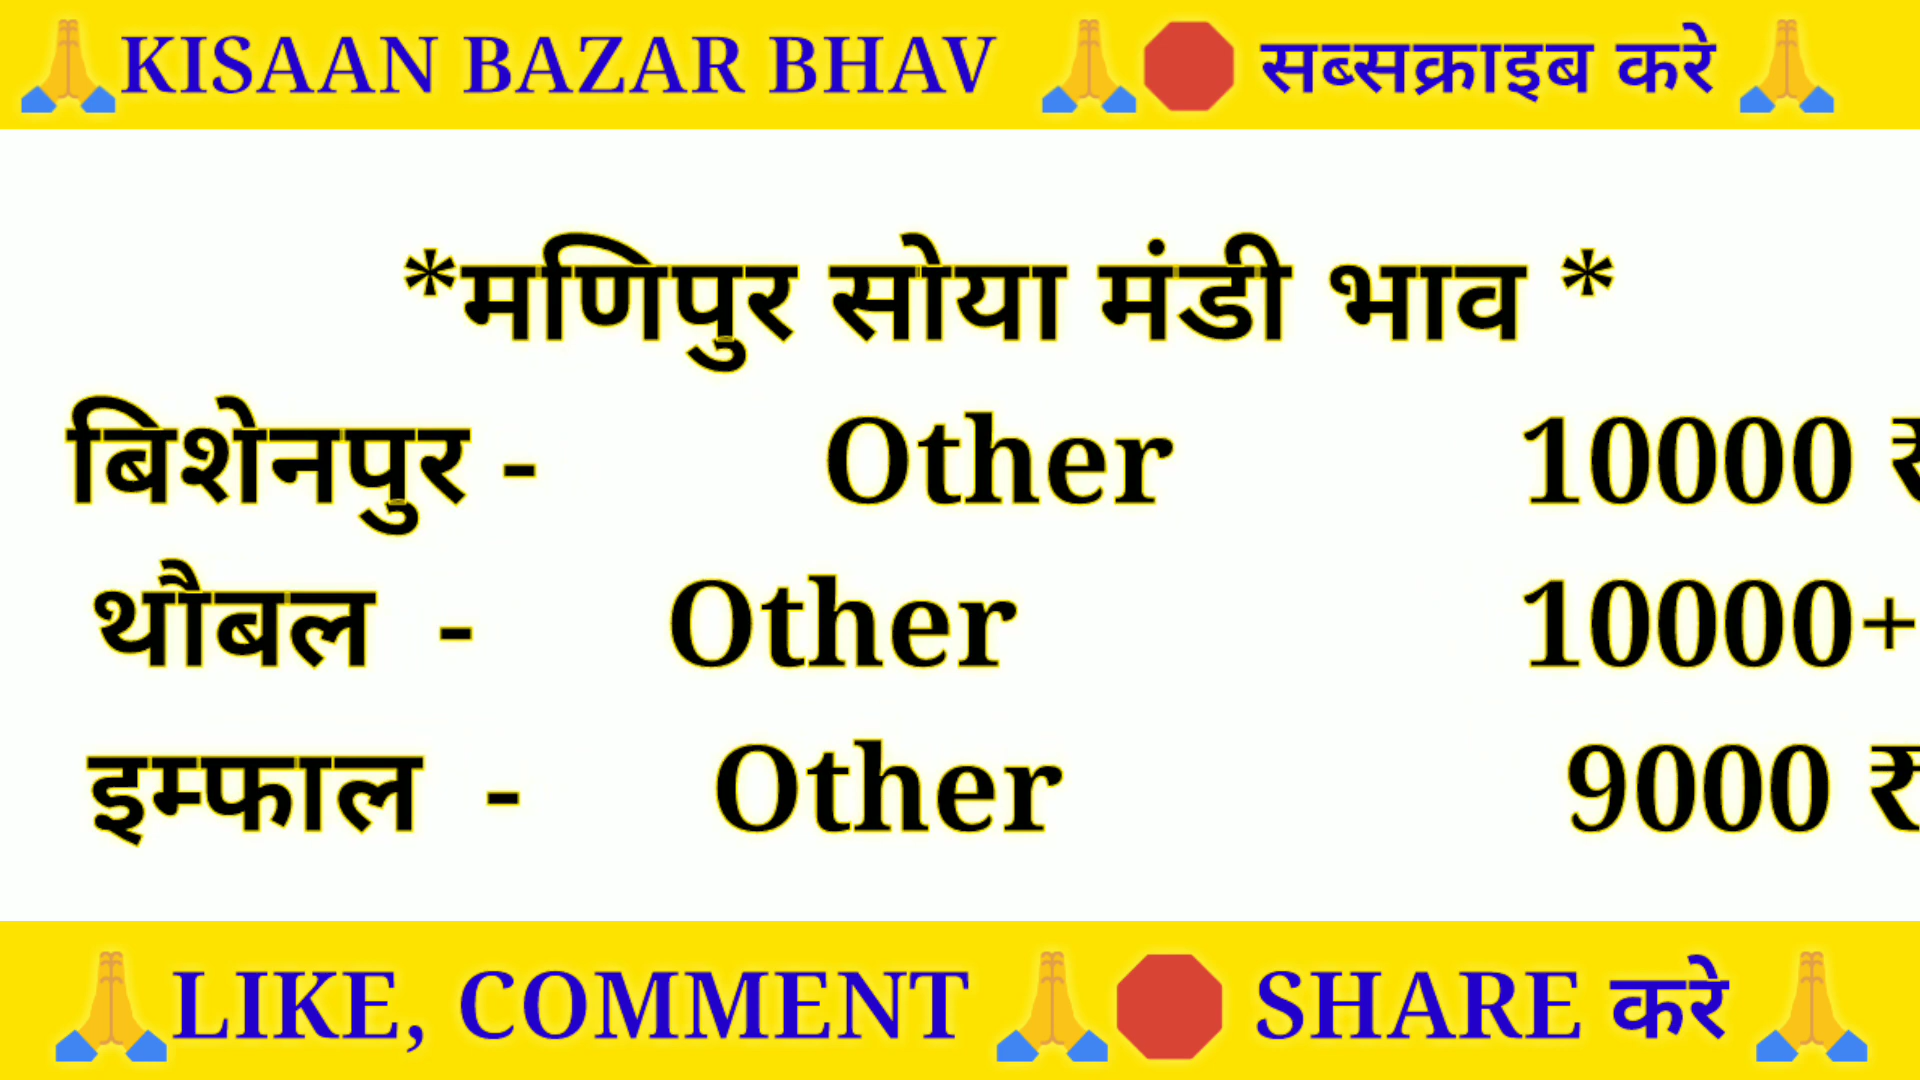 🙏KISAAN BAZAR BHAV 🙏🛑 सब्सक्राइब करे 🙏
*मणिपुर सोया मंडी भाव *
बिशेनपुर - Other 10000 ₹
थौबल - Other 10000+
इम्फाल - Other 9000 ₹
🙏LIKE, COMMENT 🙏🛑 SHARE करे 🙏